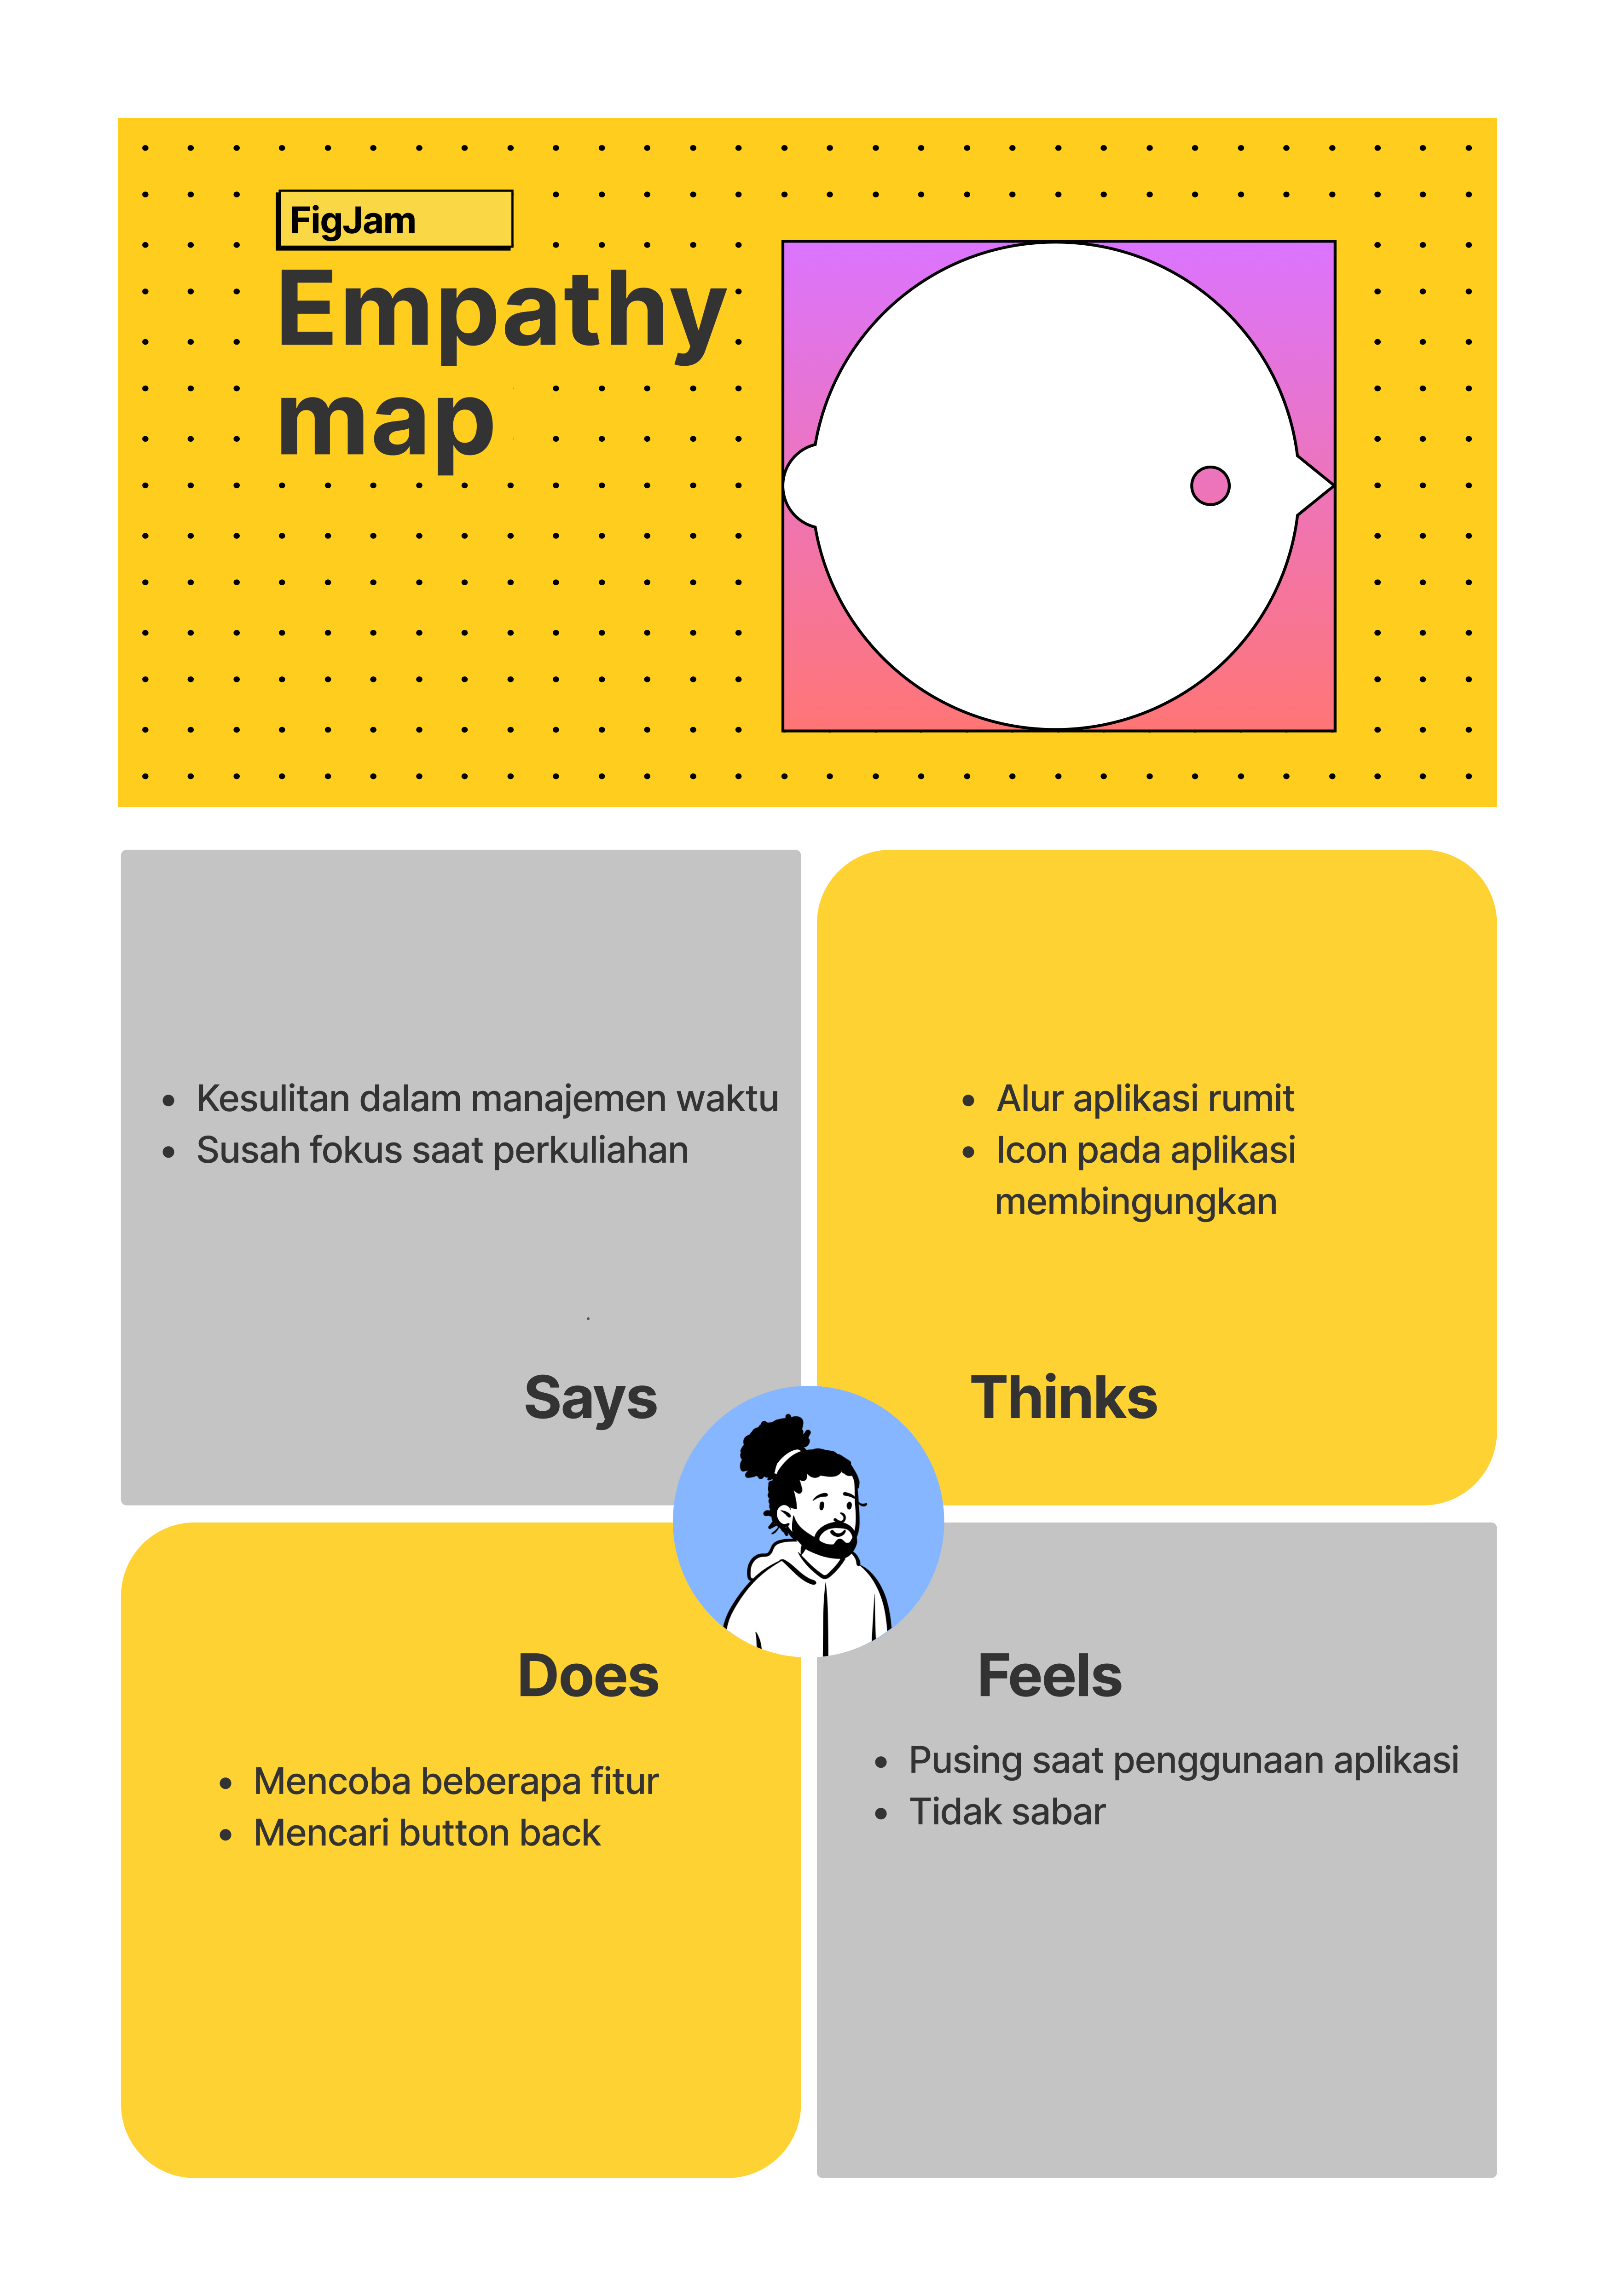 FigJam
Empathy
map
• Kesulitan dalam manajemen waktu
• Susah fokus saat perkuliahan
Says
• Alur aplikasi rumit
• Icon pada aplikasi
membingungkan
Thinks
Does
• Mencoba beberapa fitur
• Mencari button back
Feels
• Pusing saat penggunaan aplikasi
• Tidak sabar